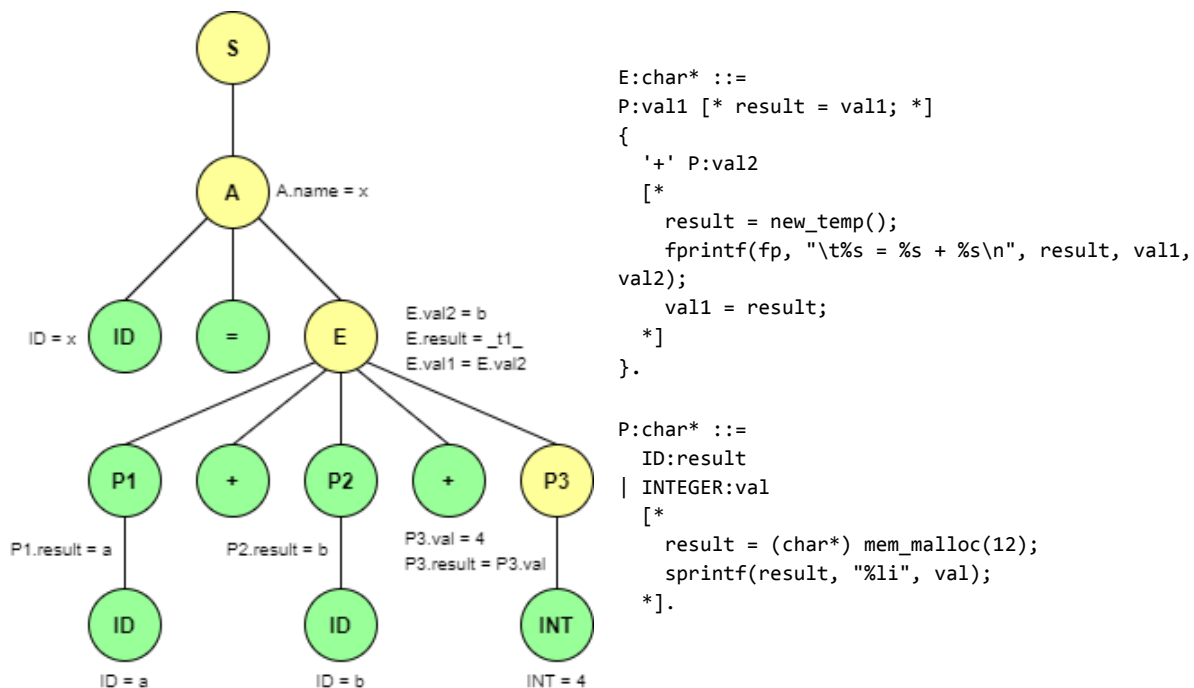 S
A
A.name = x
ID = x
ID
=
E
E.val2 = b
E.result = _t1_
E.val1 = E.val2
P1
+
P2
+
P3
P1.result = a
P2.result = b
P3.val = 4
P3.result = P3.val
ID
ID
INT
ID = a
ID = b
INT = 4
E:char* ::=
P:val1 [* result = val1; *]
{
'+' P:val2
[*
result = new_temp();
fprintf(fp, "\t%s = %s + %s\n", result, val1,
val2);
val1 = result;
*]
}.
P:char* ::=
ID:result
| INTEGER:val
[*
result = (char*) mem_malloc(12);
sprintf(result, "%li", val);
*].